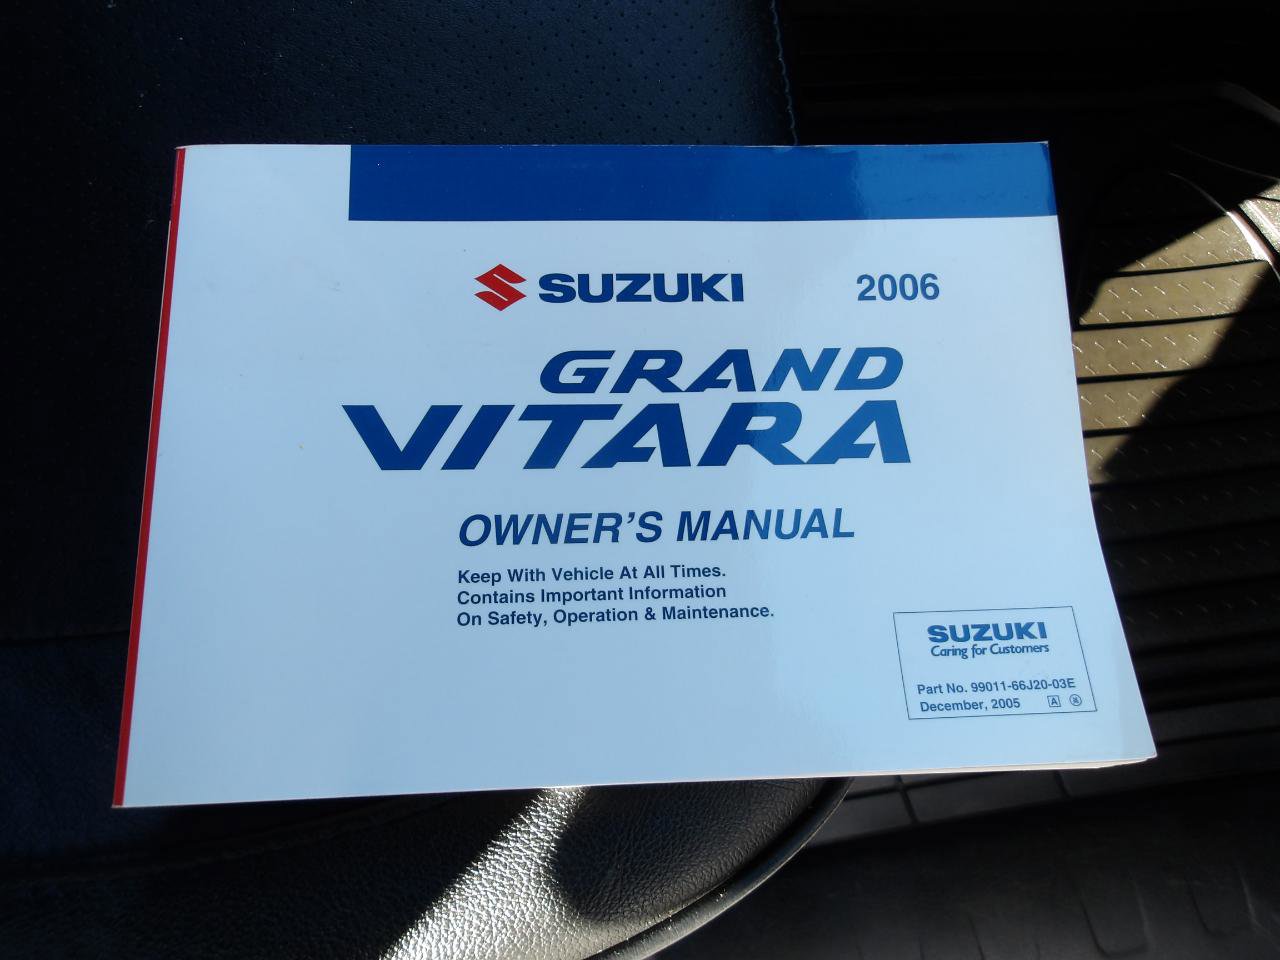 SUZUKI 2006
GRAND
VITARA
OWNER'S MANUAL
Keep With Vehicle At All Times.
Contains Important Information
On Safety, Operation & Maintenance.
SUZUKI
Caring for Customers
Part No. 99011-66J20-03E
December, 2005 A